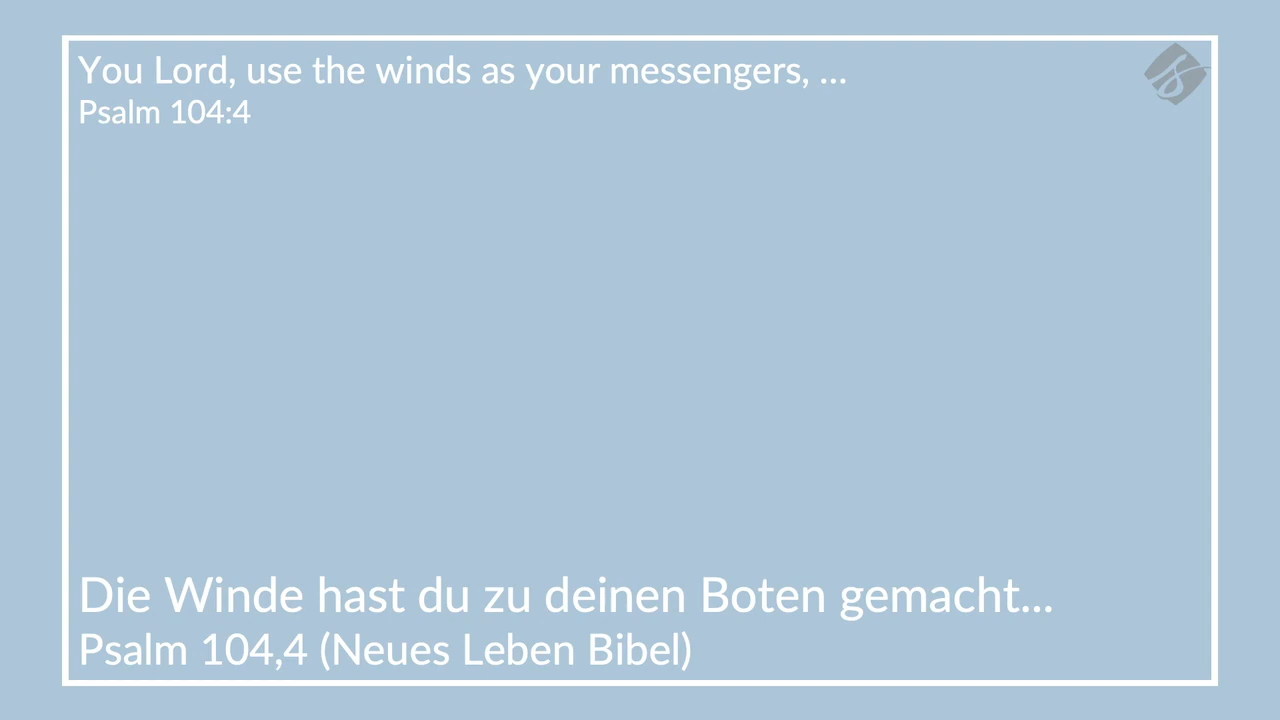 You Lord, use the winds as your messengers, ...
Psalm 104:4
Die Winde hast du zu deinen Boten gemacht...
Psalm 104,4 (Neues Leben Bibel)